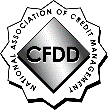 NATIONAL ASSOCIATION OF CREDIT MANAGEMENT
CFDD